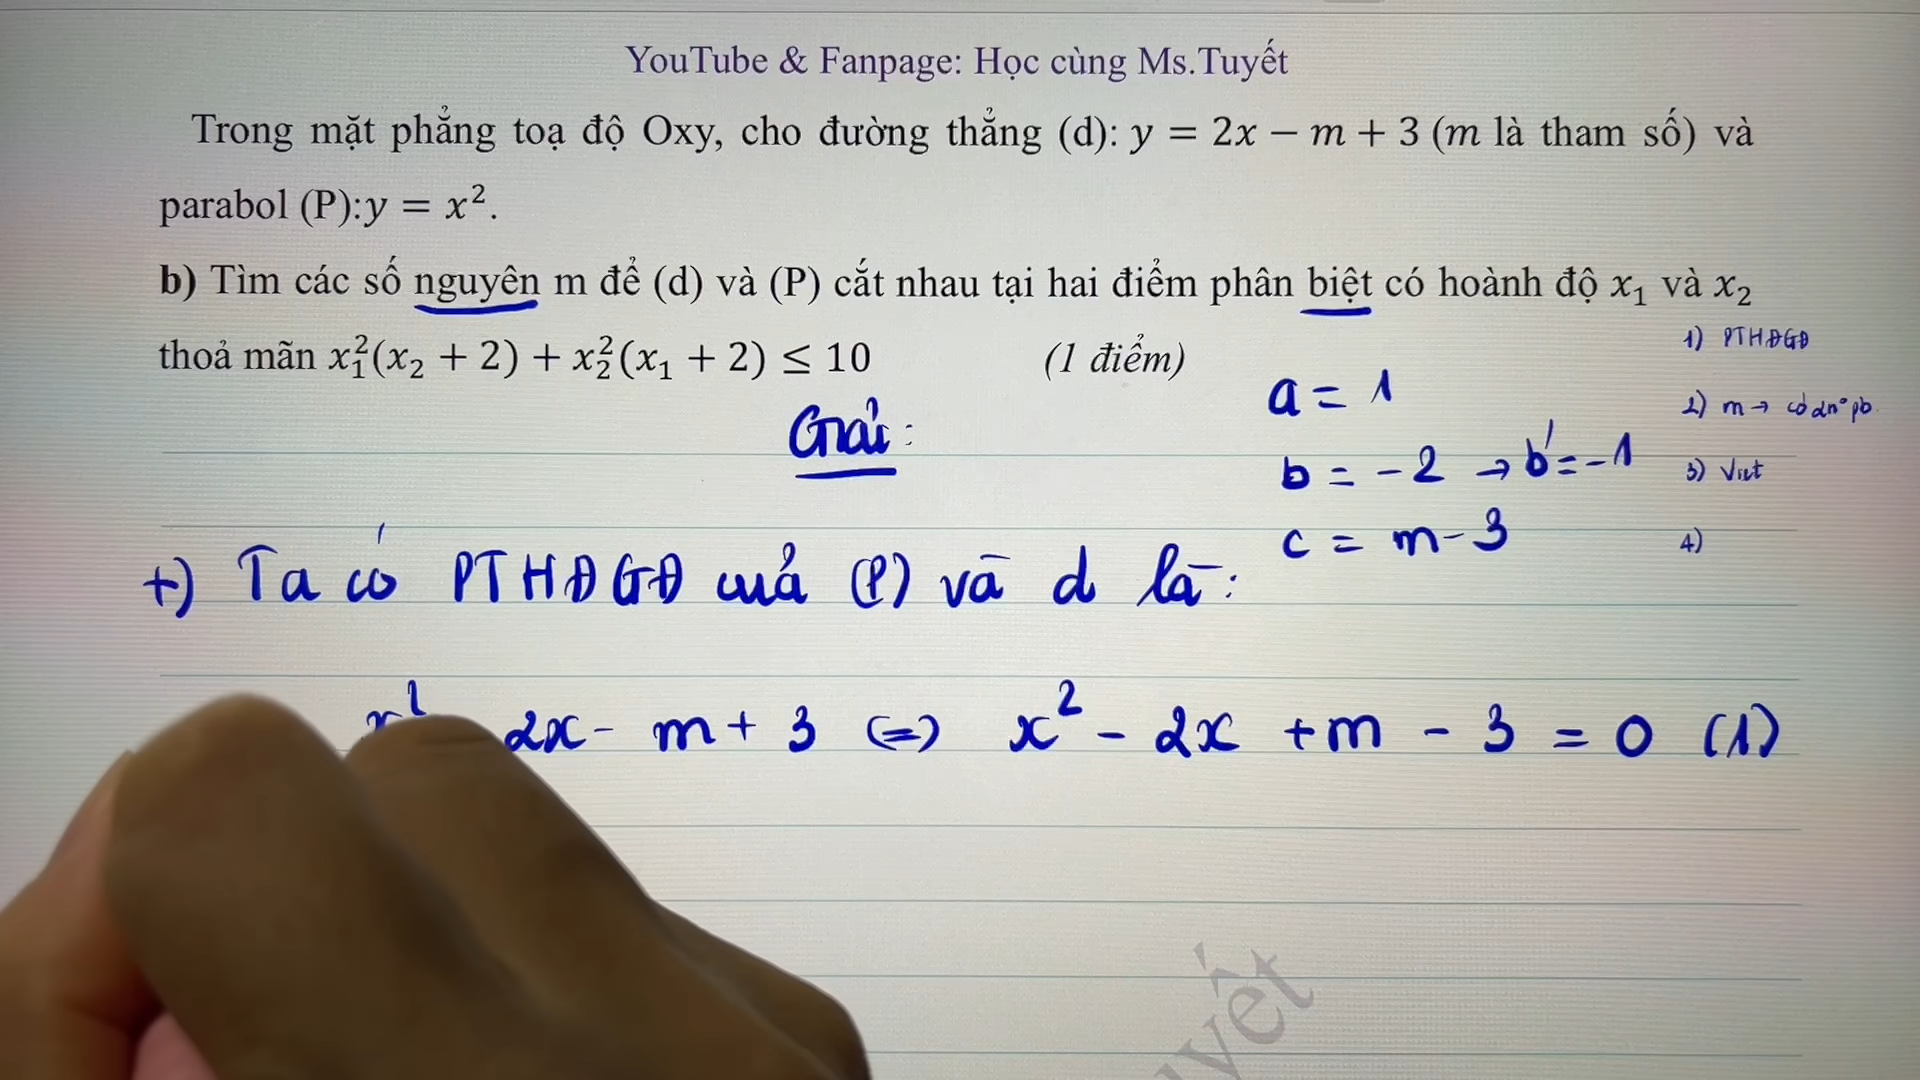 YouTube & Fanpage: Học cùng Ms.Tuyết
Trong mặt phẳng toạ độ Oxy, cho đường thẳng (d): y = 2x − m + 3 (m là tham số) và
parabol (P):y = x².
b) Tìm các số nguyên m để (d) và (P) cắt nhau tại hai điểm phân biệt có hoành độ x₁ và x₂
thoả mãn x₁²(x₂ + 2) + x₂²(x₁ + 2) ≤ 10 (1 điểm)
Giải:
a = 1
b = -2 → b' = -1
c = m - 3
1) PTHĐGĐ
2) m → có 2n° pb.
3) Viet
4)
+) Ta có PTHĐGĐ của (P) và d là:
2x - m + 3 (=) x² - 2x + m - 3 = 0 (1)
yết